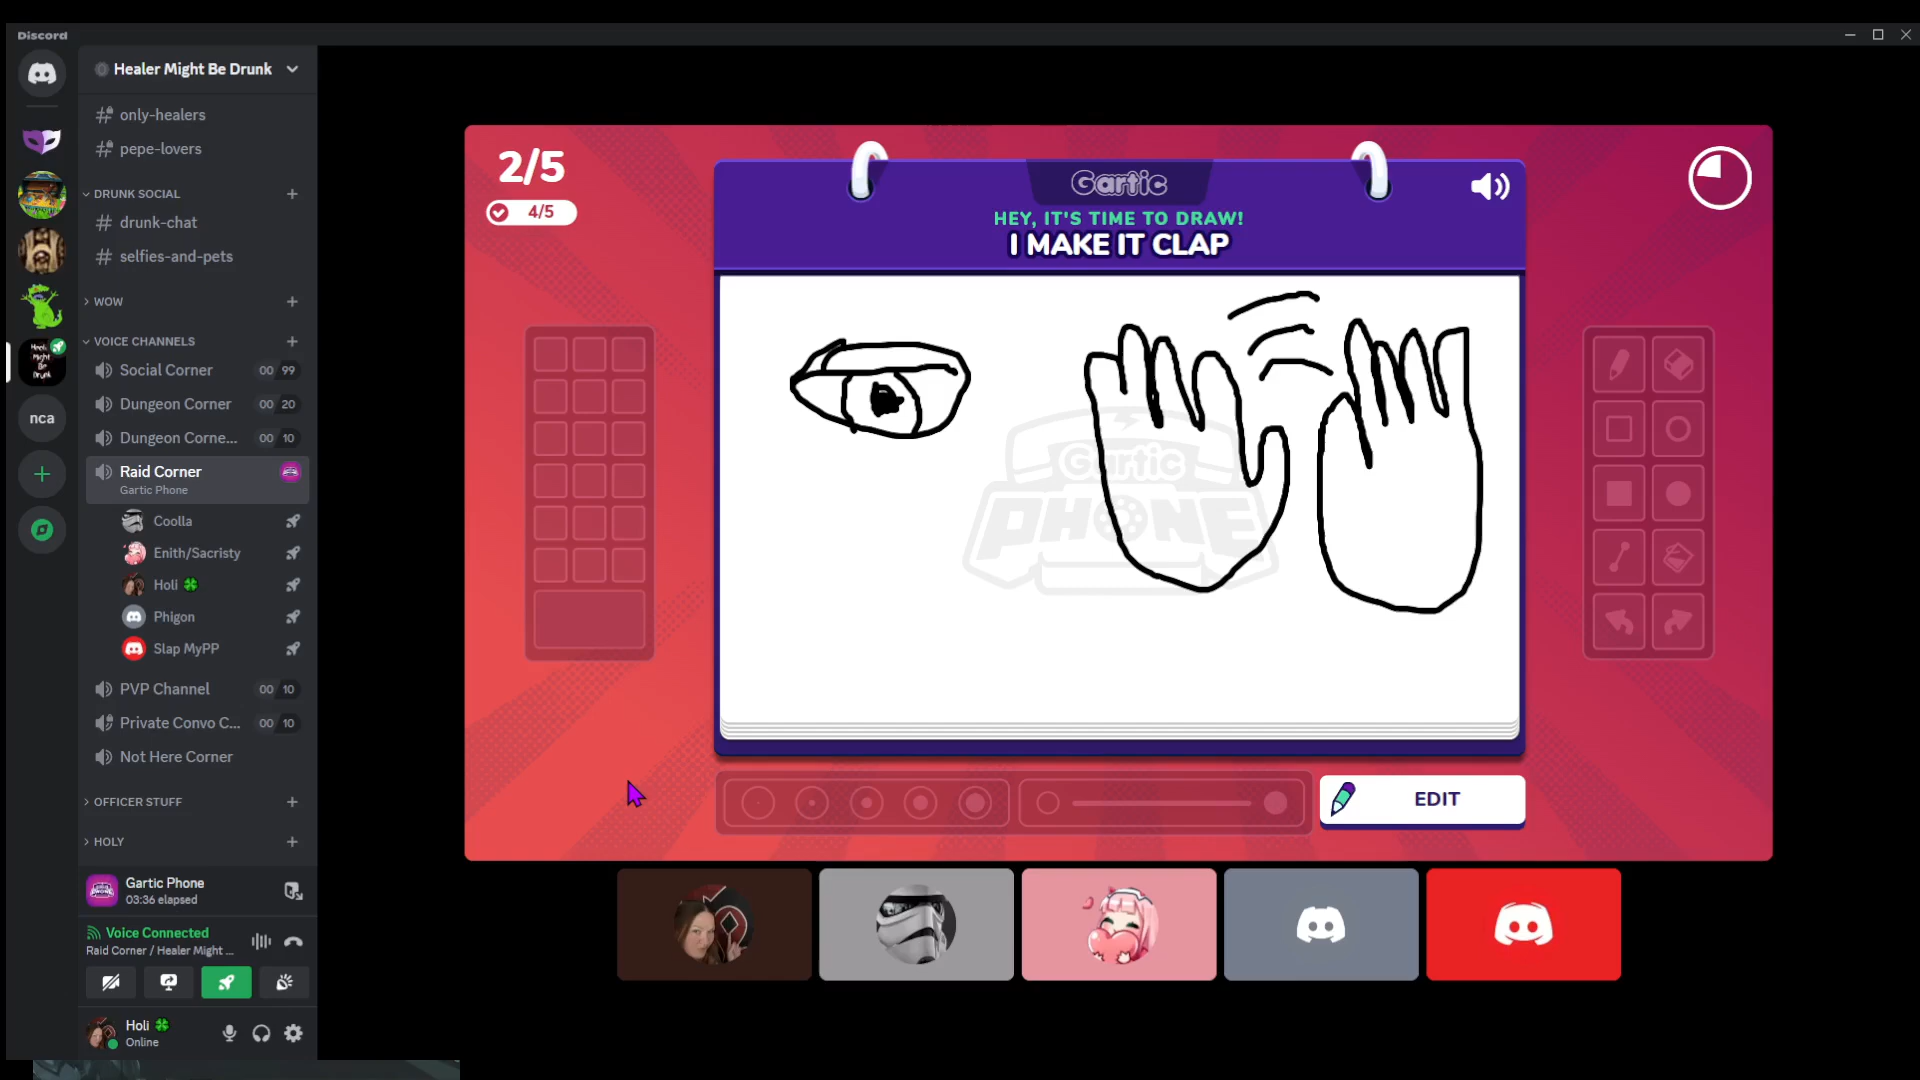 Discord
Healer Might Be Drunk
only-healers
pepe-lovers
DRUNK SOCIAL
drunk-chat
selfies-and-pets
WOW
VOICE CHANNELS
Social Corner 00 99
Dungeon Corner 00 20
Dungeon Corne... 00 10
Raid Corner
Gartic Phone
Coolla
Enith/Sacristy
Holi
Phigon
Slap MyPP
PVP Channel 00 10
Private Convo C... 00 10
Not Here Corner
OFFICER STUFF
HOLY
Gartic Phone
03:36 elapsed
Voice Connected
Raid Corner / Healer Might ...
Holi
Online
nca
Healer
Might
Be
Drunk
2/5
4/5
Gartic
HEY, IT'S TIME TO DRAW!
I MAKE IT CLAP
Gartic
PHONE
EDIT